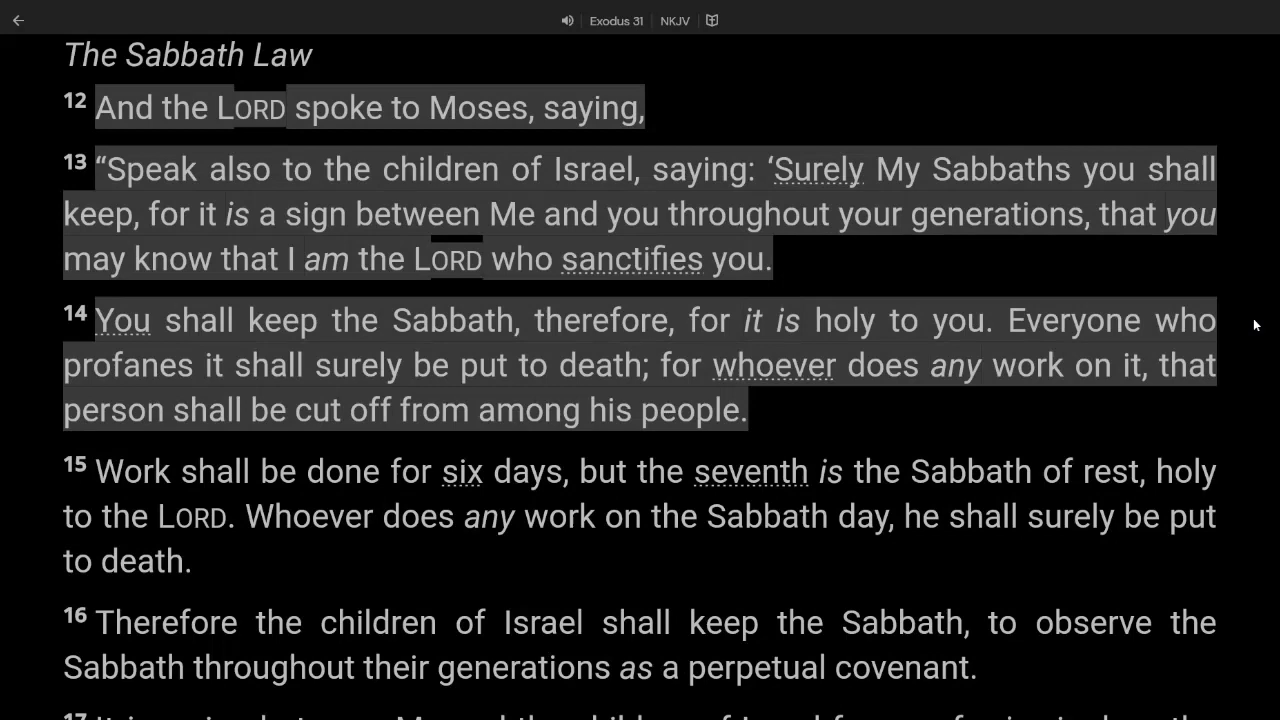 Exodus 31 NKJV
The Sabbath Law
12 And the LORD spoke to Moses, saying,
13 “Speak also to the children of Israel, saying: ‘Surely My Sabbaths you shall
keep, for it is a sign between Me and you throughout your generations, that you
may know that I am the LORD who sanctifies you.
14 You shall keep the Sabbath, therefore, for it is holy to you. Everyone who
profanes it shall surely be put to death; for whoever does any work on it, that
person shall be cut off from among his people.
15 Work shall be done for six days, but the seventh is the Sabbath of rest, holy
to the LORD. Whoever does any work on the Sabbath day, he shall surely be put
to death.
16 Therefore the children of Israel shall keep the Sabbath, to observe the
Sabbath throughout their generations as a perpetual covenant.
17